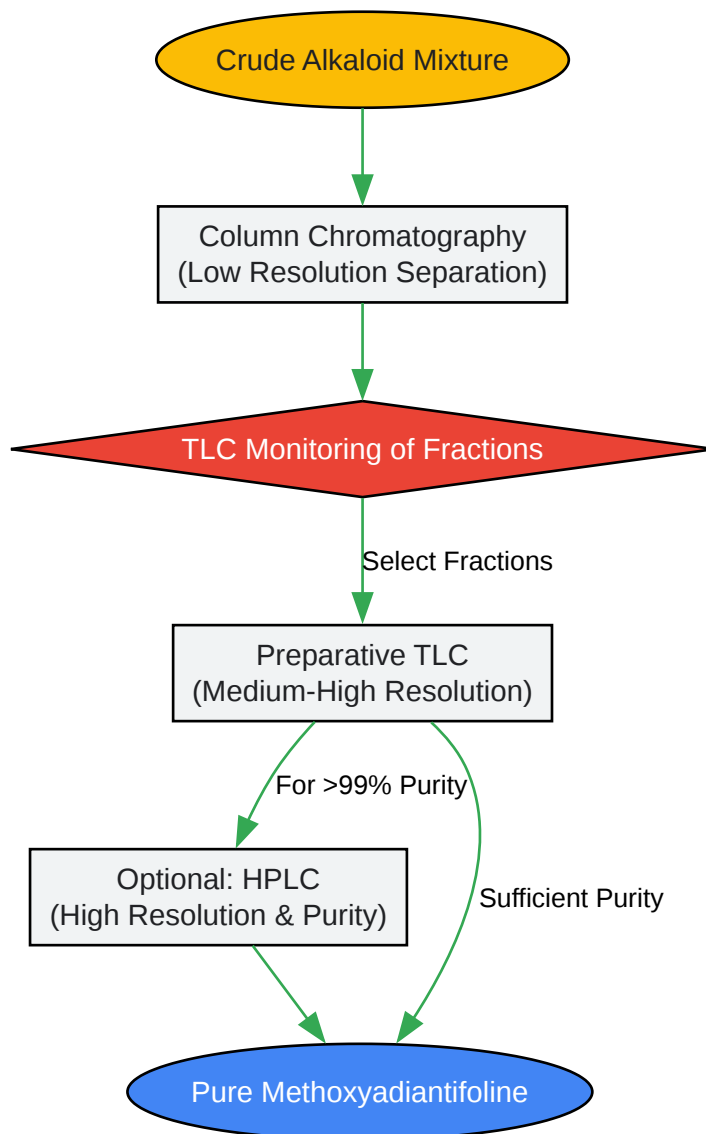 Crude Alkaloid Mixture
Column Chromatography
(Low Resolution Separation)
TLC Monitoring of Fractions
Select Fractions
Preparative TLC
(Medium-High Resolution)
For >99% Purity
Optional: HPLC
(High Resolution & Purity)
Sufficient Purity
Pure Methoxyadiantifoline